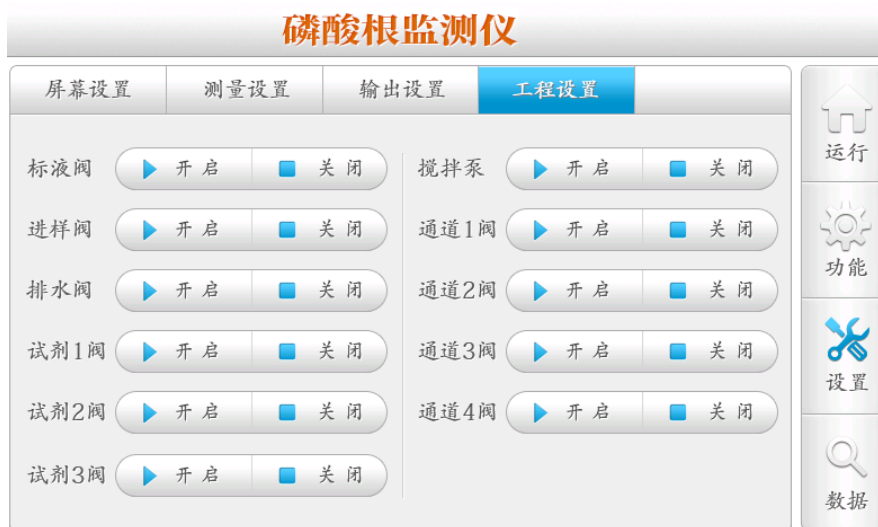 磷酸根监测仪
屏幕设置 测量设置 输出设置 工程设置
标液阀 开启 关闭 搅拌泵 开启 关闭
进样阀 开启 关闭 通道1阀 开启 关闭
排水阀 开启 关闭 通道2阀 开启 关闭
试剂1阀 开启 关闭 通道3阀 开启 关闭
试剂2阀 开启 关闭 通道4阀 开启 关闭
试剂3阀 开启 关闭
运行
功能
设置
数据